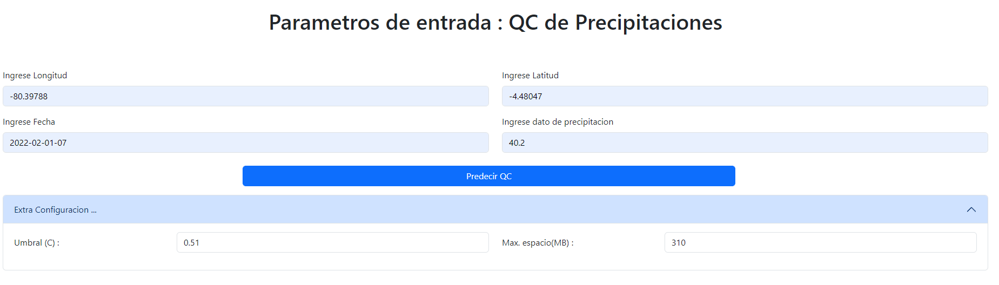 Parametros de entrada : QC de Precipitaciones
Ingrese Longitud
Ingrese Latitud
-80.39788
-4.48047
Ingrese Fecha
Ingrese dato de precipitacion
2022-02-01-07
40.2
Predecir QC
Extra Configuracion ...
Umbral (C) :
0.51
Max. espacio(MB) :
310